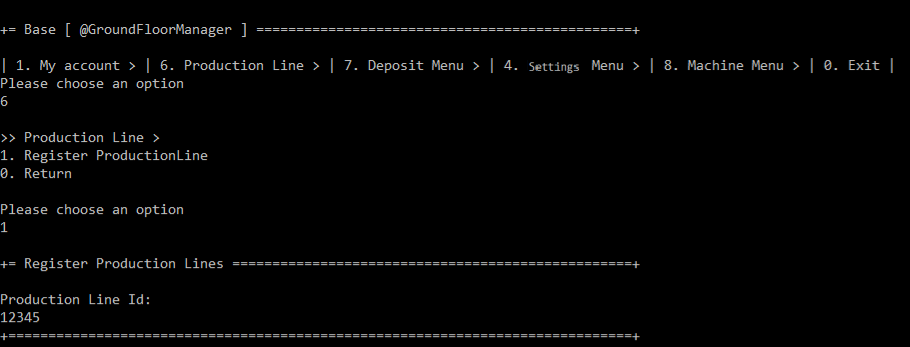 += Base [ @GroundFloorManager ] ===============================================+
| 1. My account > | 6. Production Line > | 7. Deposit Menu > | 4. Settings Menu > | 8. Machine Menu > | 0. Exit |
Please choose an option
6
>> Production Line >
1. Register ProductionLine
0. Return
Please choose an option
1
+= Register Production Lines ==================================================+
Production Line Id:
12345
+==============================================================================+